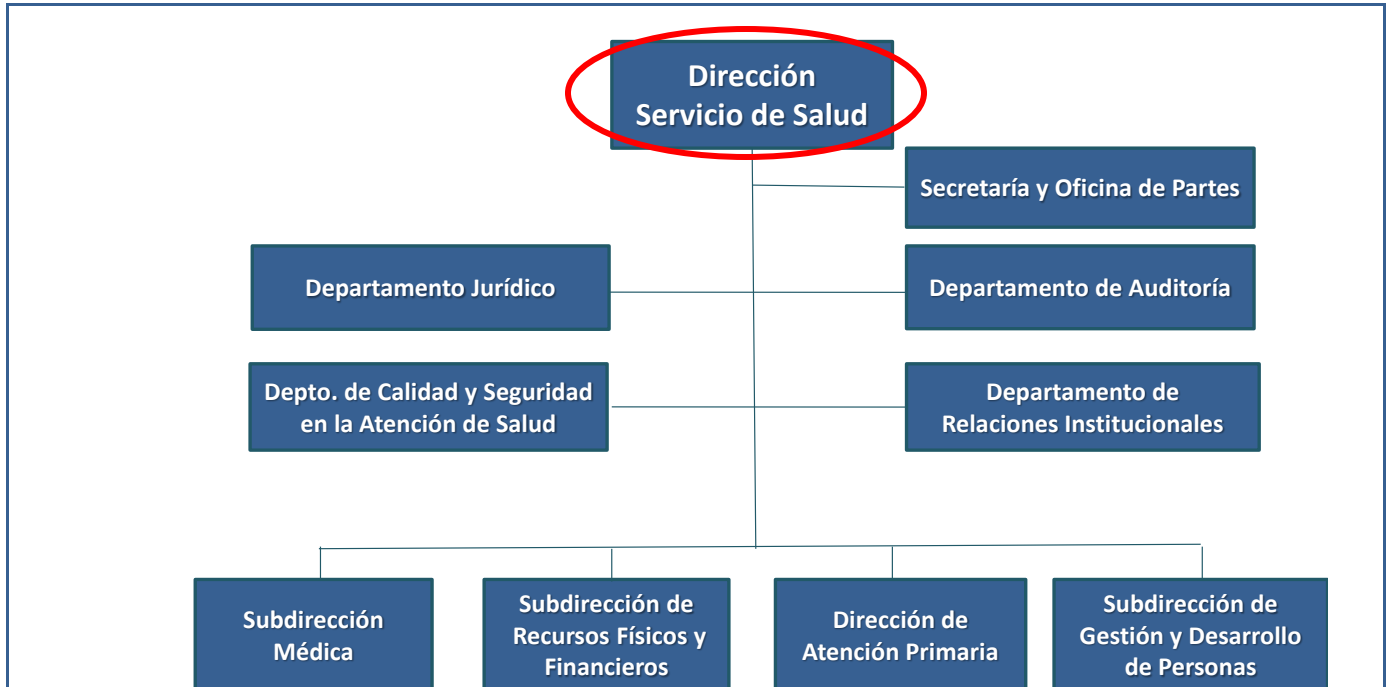 Dirección
Servicio de Salud
Secretaría y Oficina de Partes
Departamento Jurídico
Departamento de Auditoría
Depto. de Calidad y Seguridad
en la Atención de Salud
Departamento de
Relaciones Institucionales
Subdirección
Médica
Subdirección de
Recursos Físicos y
Financieros
Dirección de
Atención Primaria
Subdirección de
Gestión y Desarrollo
de Personas